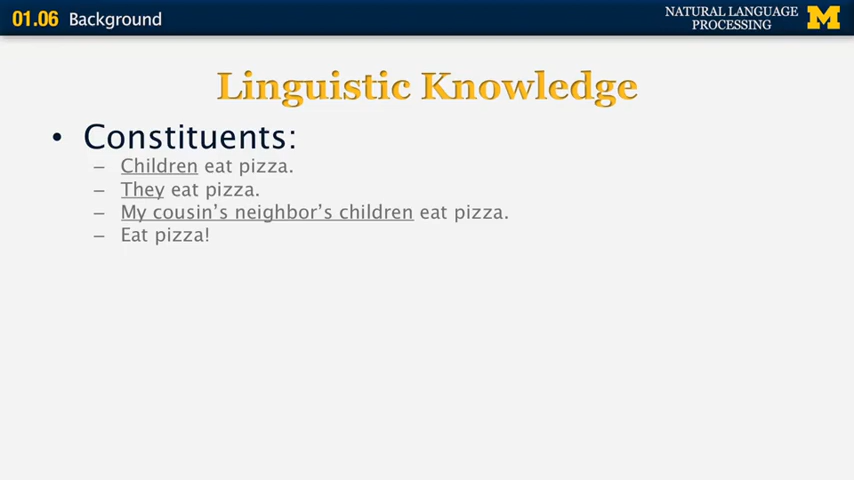 01.06 Background
NATURAL LANGUAGE
PROCESSING
M
Linguistic Knowledge
• Constituents:
– Children eat pizza.
– They eat pizza.
– My cousin’s neighbor’s children eat pizza.
– Eat pizza!